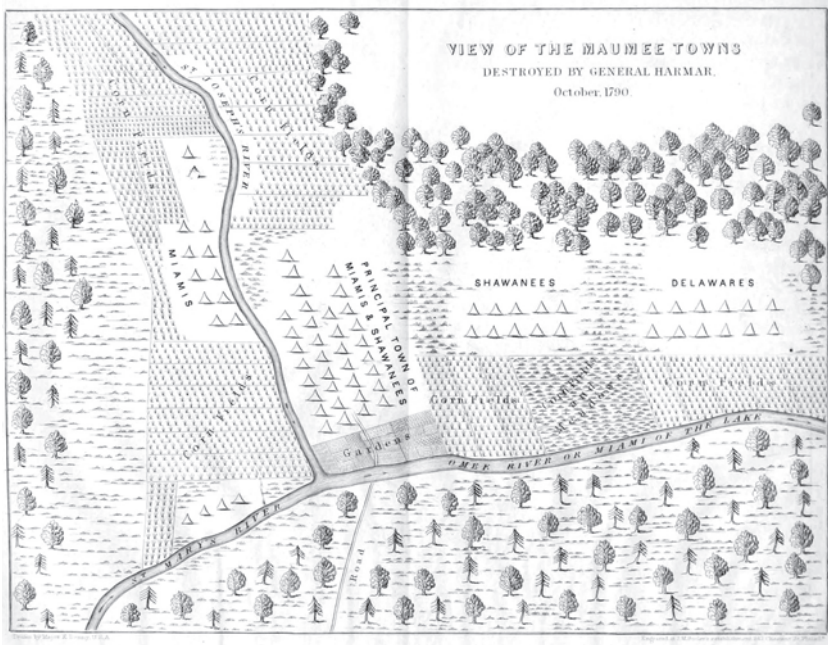 VIEW OF THE MAUMEE TOWNS
DESTROYED BY GENERAL HARMAR,
October, 1790.
Corn Fields
ST. JOSEPH'S RIVER
Corn Fields
MIAMIS
PRINCIPAL TOWN OF
MIAMIS & SHAWANEES
SHAWANEES
DELAWARES
Corn Fields
Gardens
Corn Fields
Corn Fields
OMEE RIVER OR MIAMI OF THE LAKE
ST. MARY'S RIVER
Road